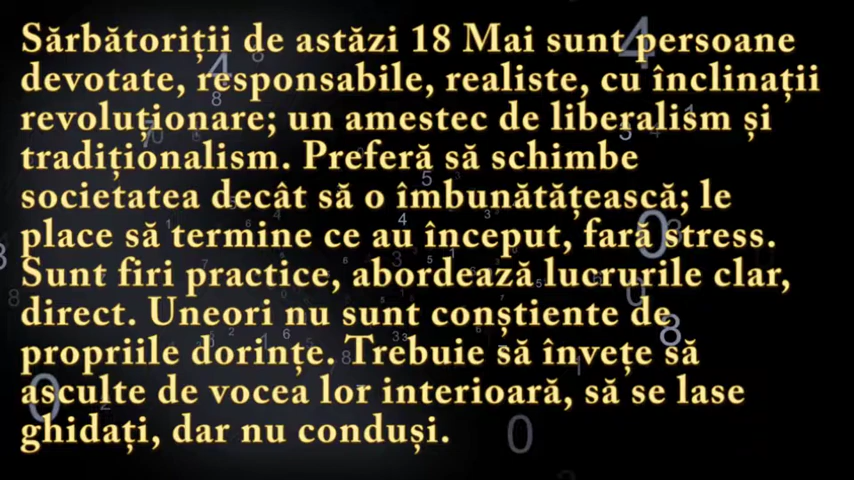 Sărbătoriții de astăzi 18 Mai sunt persoane
devotate, responsabile, realiste, cu înclinații
revoluționare; un amestec de liberalism și
tradiționalism. Preferă să schimbe
societatea decât să o îmbunătățească; le
place să termine ce au început, fară stress.
Sunt firi practice, abordează lucrurile clar,
direct. Uneori nu sunt conștiente de
propriile dorințe. Trebuie să învețe să
asculte de vocea lor interioară, să se lase
ghidați, dar nu conduși.